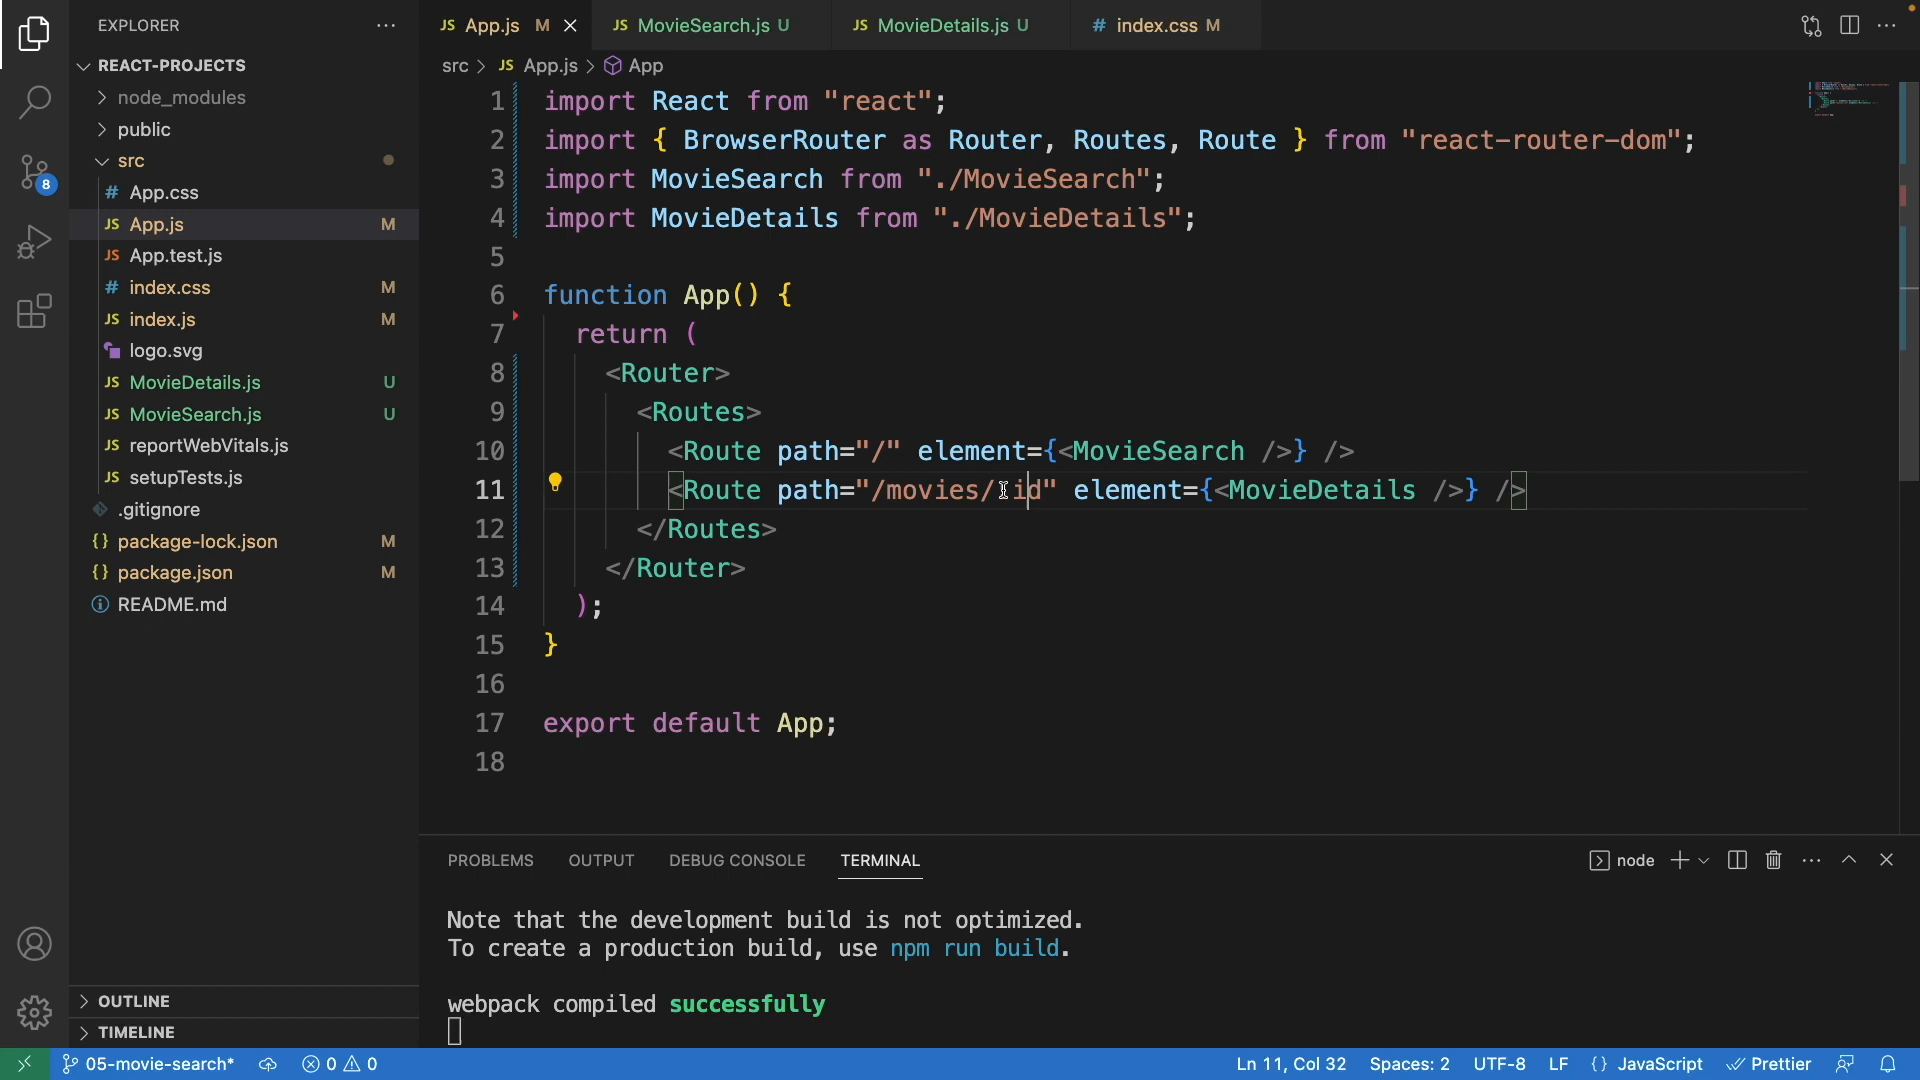 EXPLORER
REACT-PROJECTS
node_modules
public
src
# App.css
JS App.js M
JS App.test.js
# index.css M
JS index.js M
logo.svg
JS MovieDetails.js U
JS MovieSearch.js U
JS reportWebVitals.js
JS setupTests.js
.gitignore
{} package-lock.json M
{} package.json M
README.md
OUTLINE
TIMELINE
8
JS App.js M
JS MovieSearch.js U
JS MovieDetails.js U
# index.css M
src > JS App.js > App
1 import React from "react";
2 import { BrowserRouter as Router, Routes, Route } from "react-router-dom";
3 import MovieSearch from "./MovieSearch";
4 import MovieDetails from "./MovieDetails";
5
6 function App() {
7 return (
8 <Router>
9 <Routes>
10 <Route path="/" element={<MovieSearch />} />
11 <Route path="/movies/:id" element={<MovieDetails />} />
12 </Routes>
13 </Router>
14 );
15 }
16
17 export default App;
18
PROBLEMS OUTPUT DEBUG CONSOLE TERMINAL
node
Note that the development build is not optimized.
To create a production build, use npm run build.
webpack compiled successfully
05-movie-search* 0 0
Ln 11, Col 32 Spaces: 2 UTF-8 LF {} JavaScript Prettier